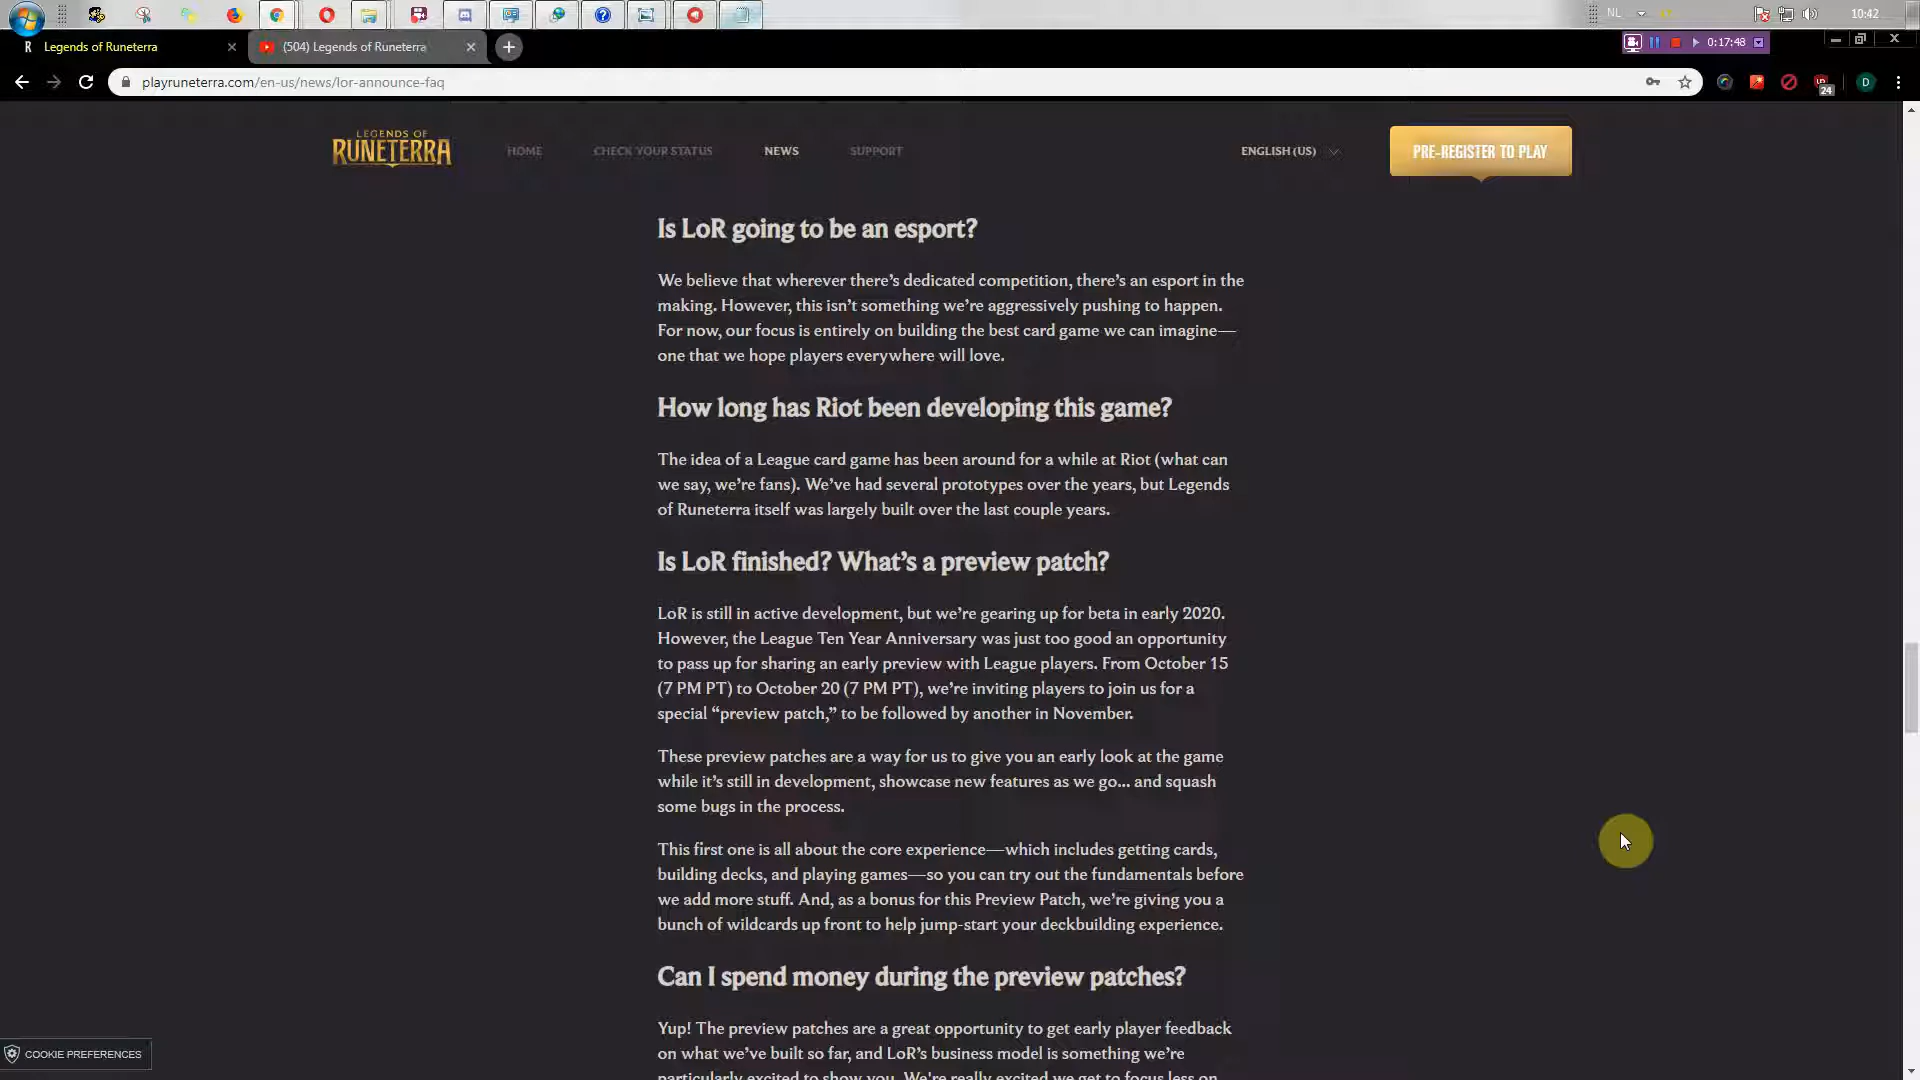 NL
10:42
R Legends of Runeterra
(504) Legends of Runeterra
0:17:48
playruneterra.com/en-us/news/lor-announce-faq
24
D
LEGENDS OF
RUNETERRA
HOME
CHECK YOUR STATUS
NEWS
SUPPORT
ENGLISH (US)
PRE-REGISTER TO PLAY
Is LoR going to be an esport?
We believe that wherever there’s dedicated competition, there’s an esport in the
making. However, this isn’t something we’re aggressively pushing to happen.
For now, our focus is entirely on building the best card game we can imagine—
one that we hope players everywhere will love.
How long has Riot been developing this game?
The idea of a League card game has been around for a while at Riot (what can
we say, we’re fans). We’ve had several prototypes over the years, but Legends
of Runeterra itself was largely built over the last couple years.
Is LoR finished? What’s a preview patch?
LoR is still in active development, but we’re gearing up for beta in early 2020.
However, the League Ten Year Anniversary was just too good an opportunity
to pass up for sharing an early preview with League players. From October 15
(7 PM PT) to October 20 (7 PM PT), we’re inviting players to join us for a
special “preview patch,” to be followed by another in November.
These preview patches are a way for us to give you an early look at the game
while it’s still in development, showcase new features as we go... and squash
some bugs in the process.
This first one is all about the core experience—which includes getting cards,
building decks, and playing games—so you can try out the fundamentals before
we add more stuff. And, as a bonus for this Preview Patch, we’re giving you a
bunch of wildcards up front to help jump-start your deckbuilding experience.
Can I spend money during the preview patches?
Yup! The preview patches are a great opportunity to get early player feedback
on what we’ve built so far, and LoR’s business model is something we’re
particularly excited to show you. We're really excited we get to focus less on
COOKIE PREFERENCES